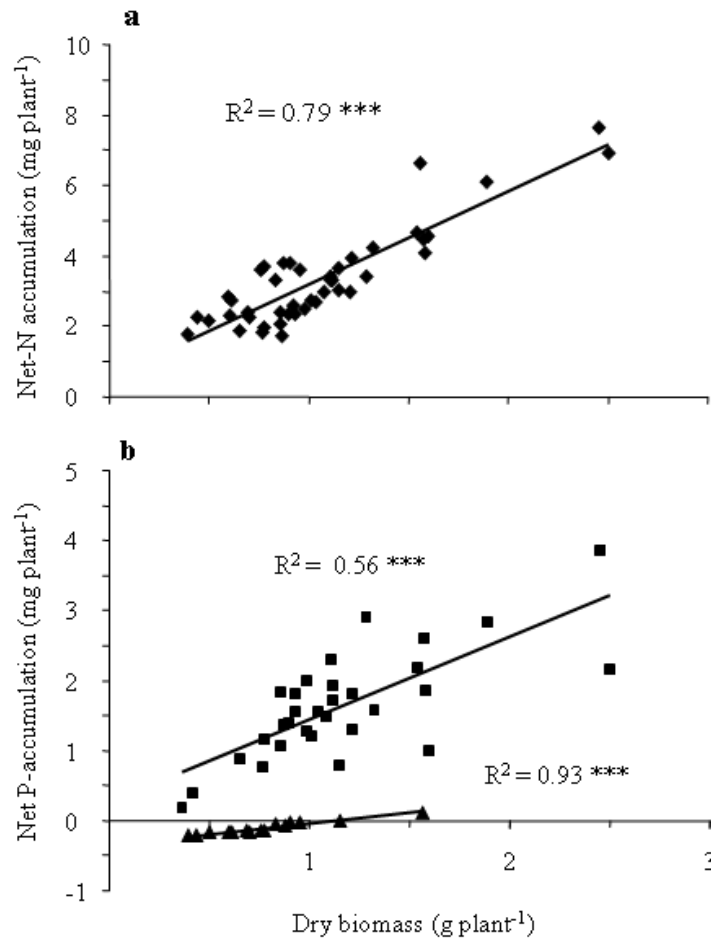 a
10
8
6
4
2
0
Net-N accumulation (mg plant⁻¹)
R² = 0.79 ***
b
5
4
3
2
1
0
-1
Net P-accumulation (mg plant⁻¹)
R² = 0.56 ***
R² = 0.93 ***
1
2
3
Dry biomass (g plant⁻¹)